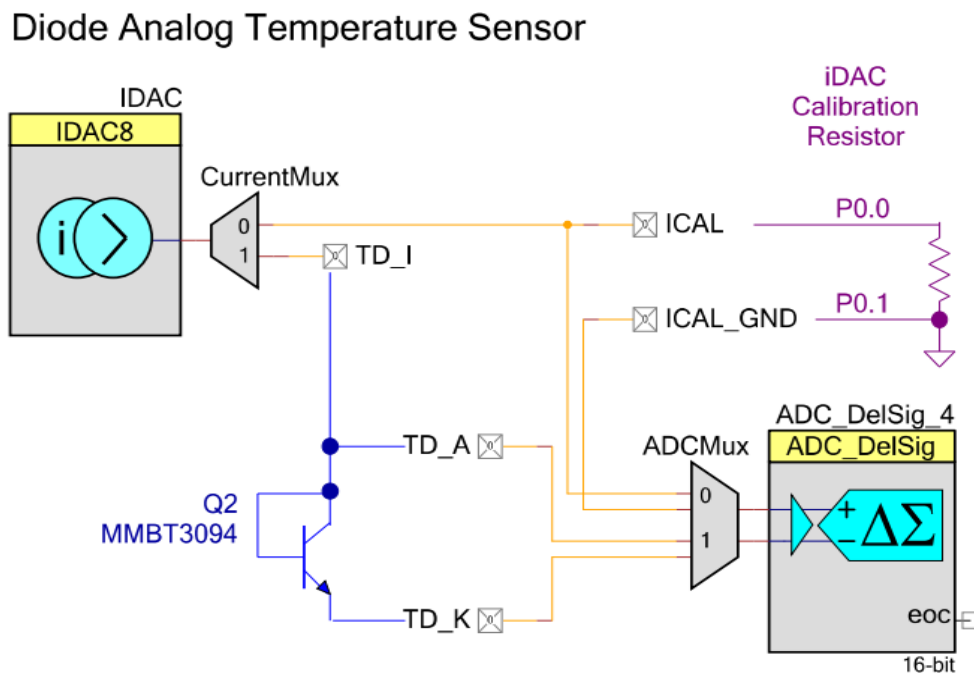 Diode Analog Temperature Sensor
IDAC
IDAC8
i
CurrentMux
0
1
TD_I
iDAC
Calibration
Resistor
ICAL
P0.0
ICAL_GND
P0.1
Q2
MMBT3094
TD_A
TD_K
ADCMux
0
1
ADC_DelSig_4
ADC_DelSig
+
−
ΔΣ
eoc
16-bit